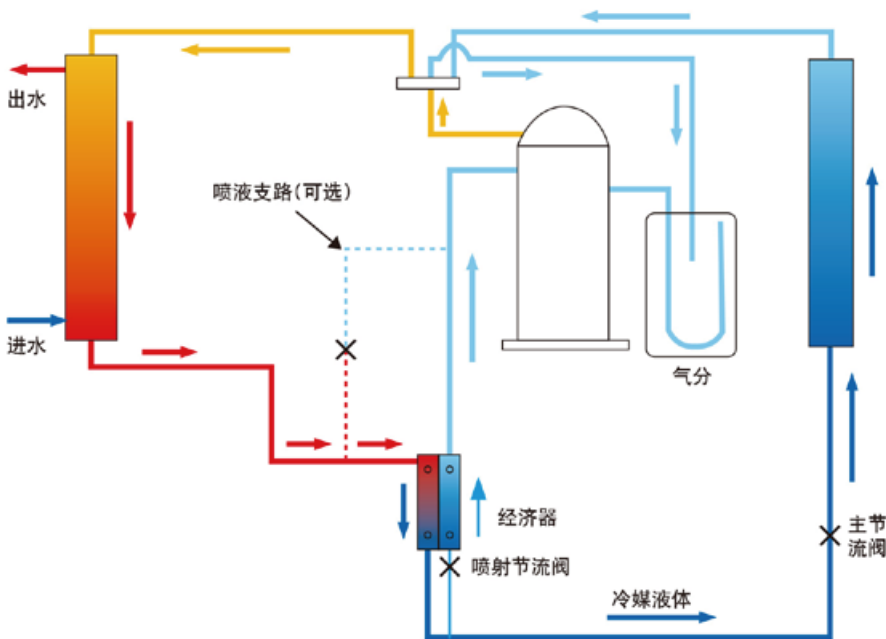 出水
喷液支路(可选)
进水
气分
经济器
喷射节流阀
主节
流阀
冷媒液体